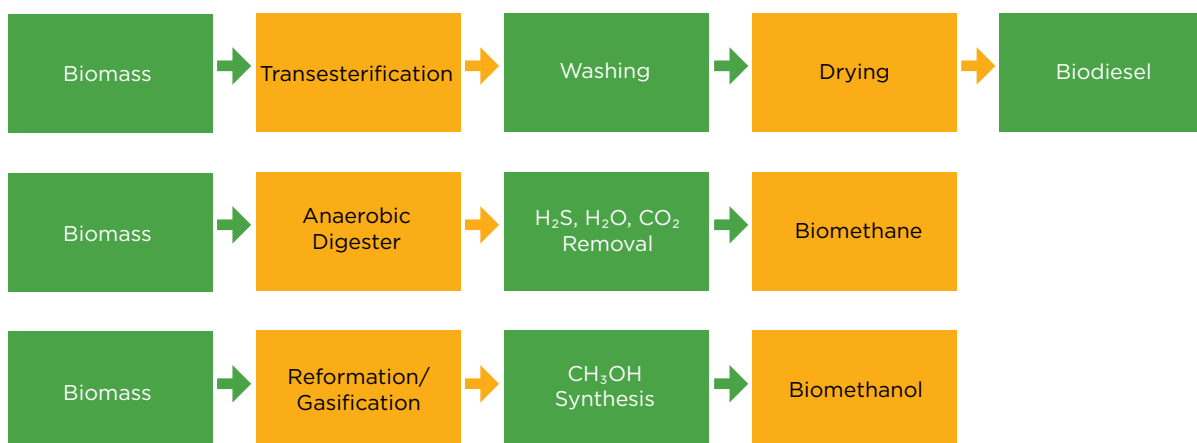 Biomass
Transesterification
Washing
Drying
Biodiesel
Biomass
Anaerobic
Digester
H₂S, H₂O, CO₂
Removal
Biomethane
Biomass
Reformation/
Gasification
CH₃OH
Synthesis
Biomethanol